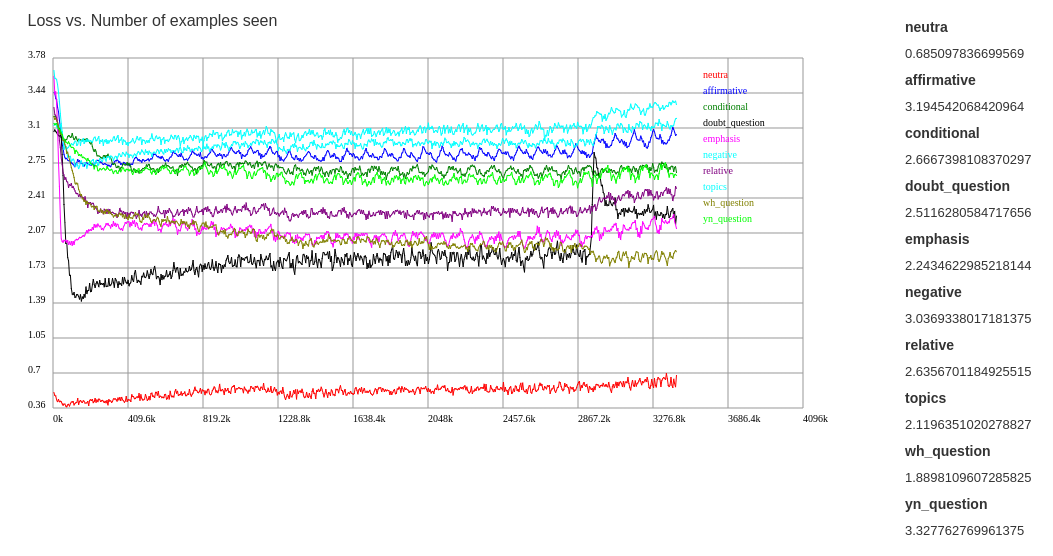 Loss vs. Number of examples seen
3.78
3.44
3.1
2.75
2.41
2.07
1.73
1.39
1.05
0.7
0.36
0k 409.6k 819.2k 1228.8k 1638.4k 2048k 2457.6k 2867.2k 3276.8k 3686.4k 4096k
neutra
affirmative
conditional
doubt_question
emphasis
negative
relative
topics
wh_question
yn_question
neutra
0.685097836699569
affirmative
3.194542068420964
conditional
2.6667398108370297
doubt_question
2.5116280584717656
emphasis
2.2434622985218144
negative
3.0369338017181375
relative
2.6356701184925515
topics
2.1196351020278827
wh_question
1.8898109607285825
yn_question
3.327762769961375